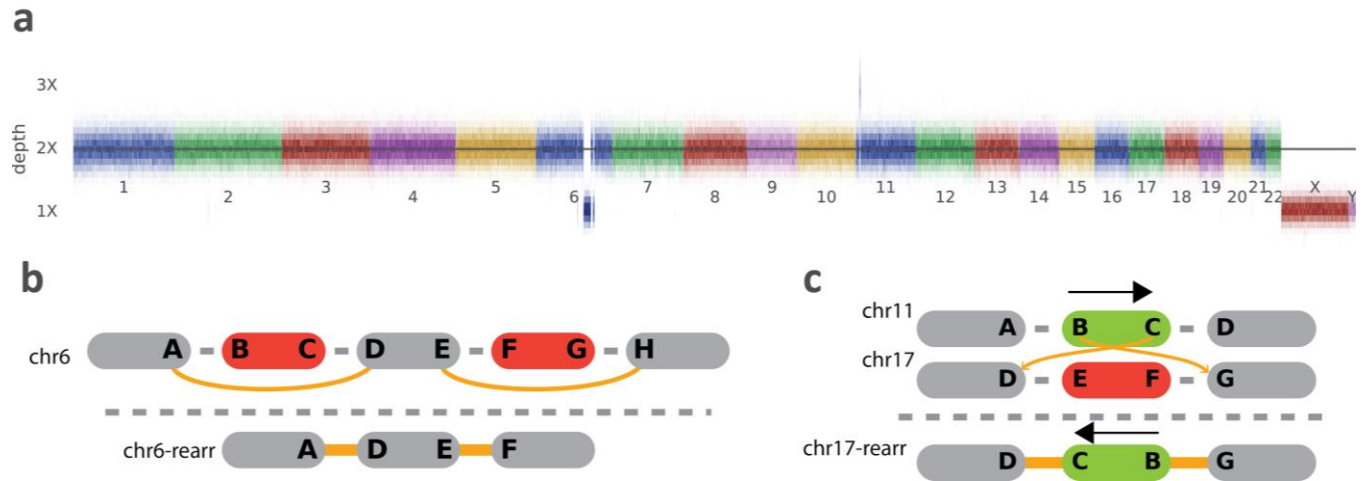 a
3X
depth
2X
1X
1 2 3 4 5 6 7 8 9 10 11 12 13 14 15 16 17 18 19 20 21 22 X Y
b
chr6
A B C D E F G H
chr6-rearr
A D E F
c
chr11
A B C D
chr17
D E F G
chr17-rearr
D C B G